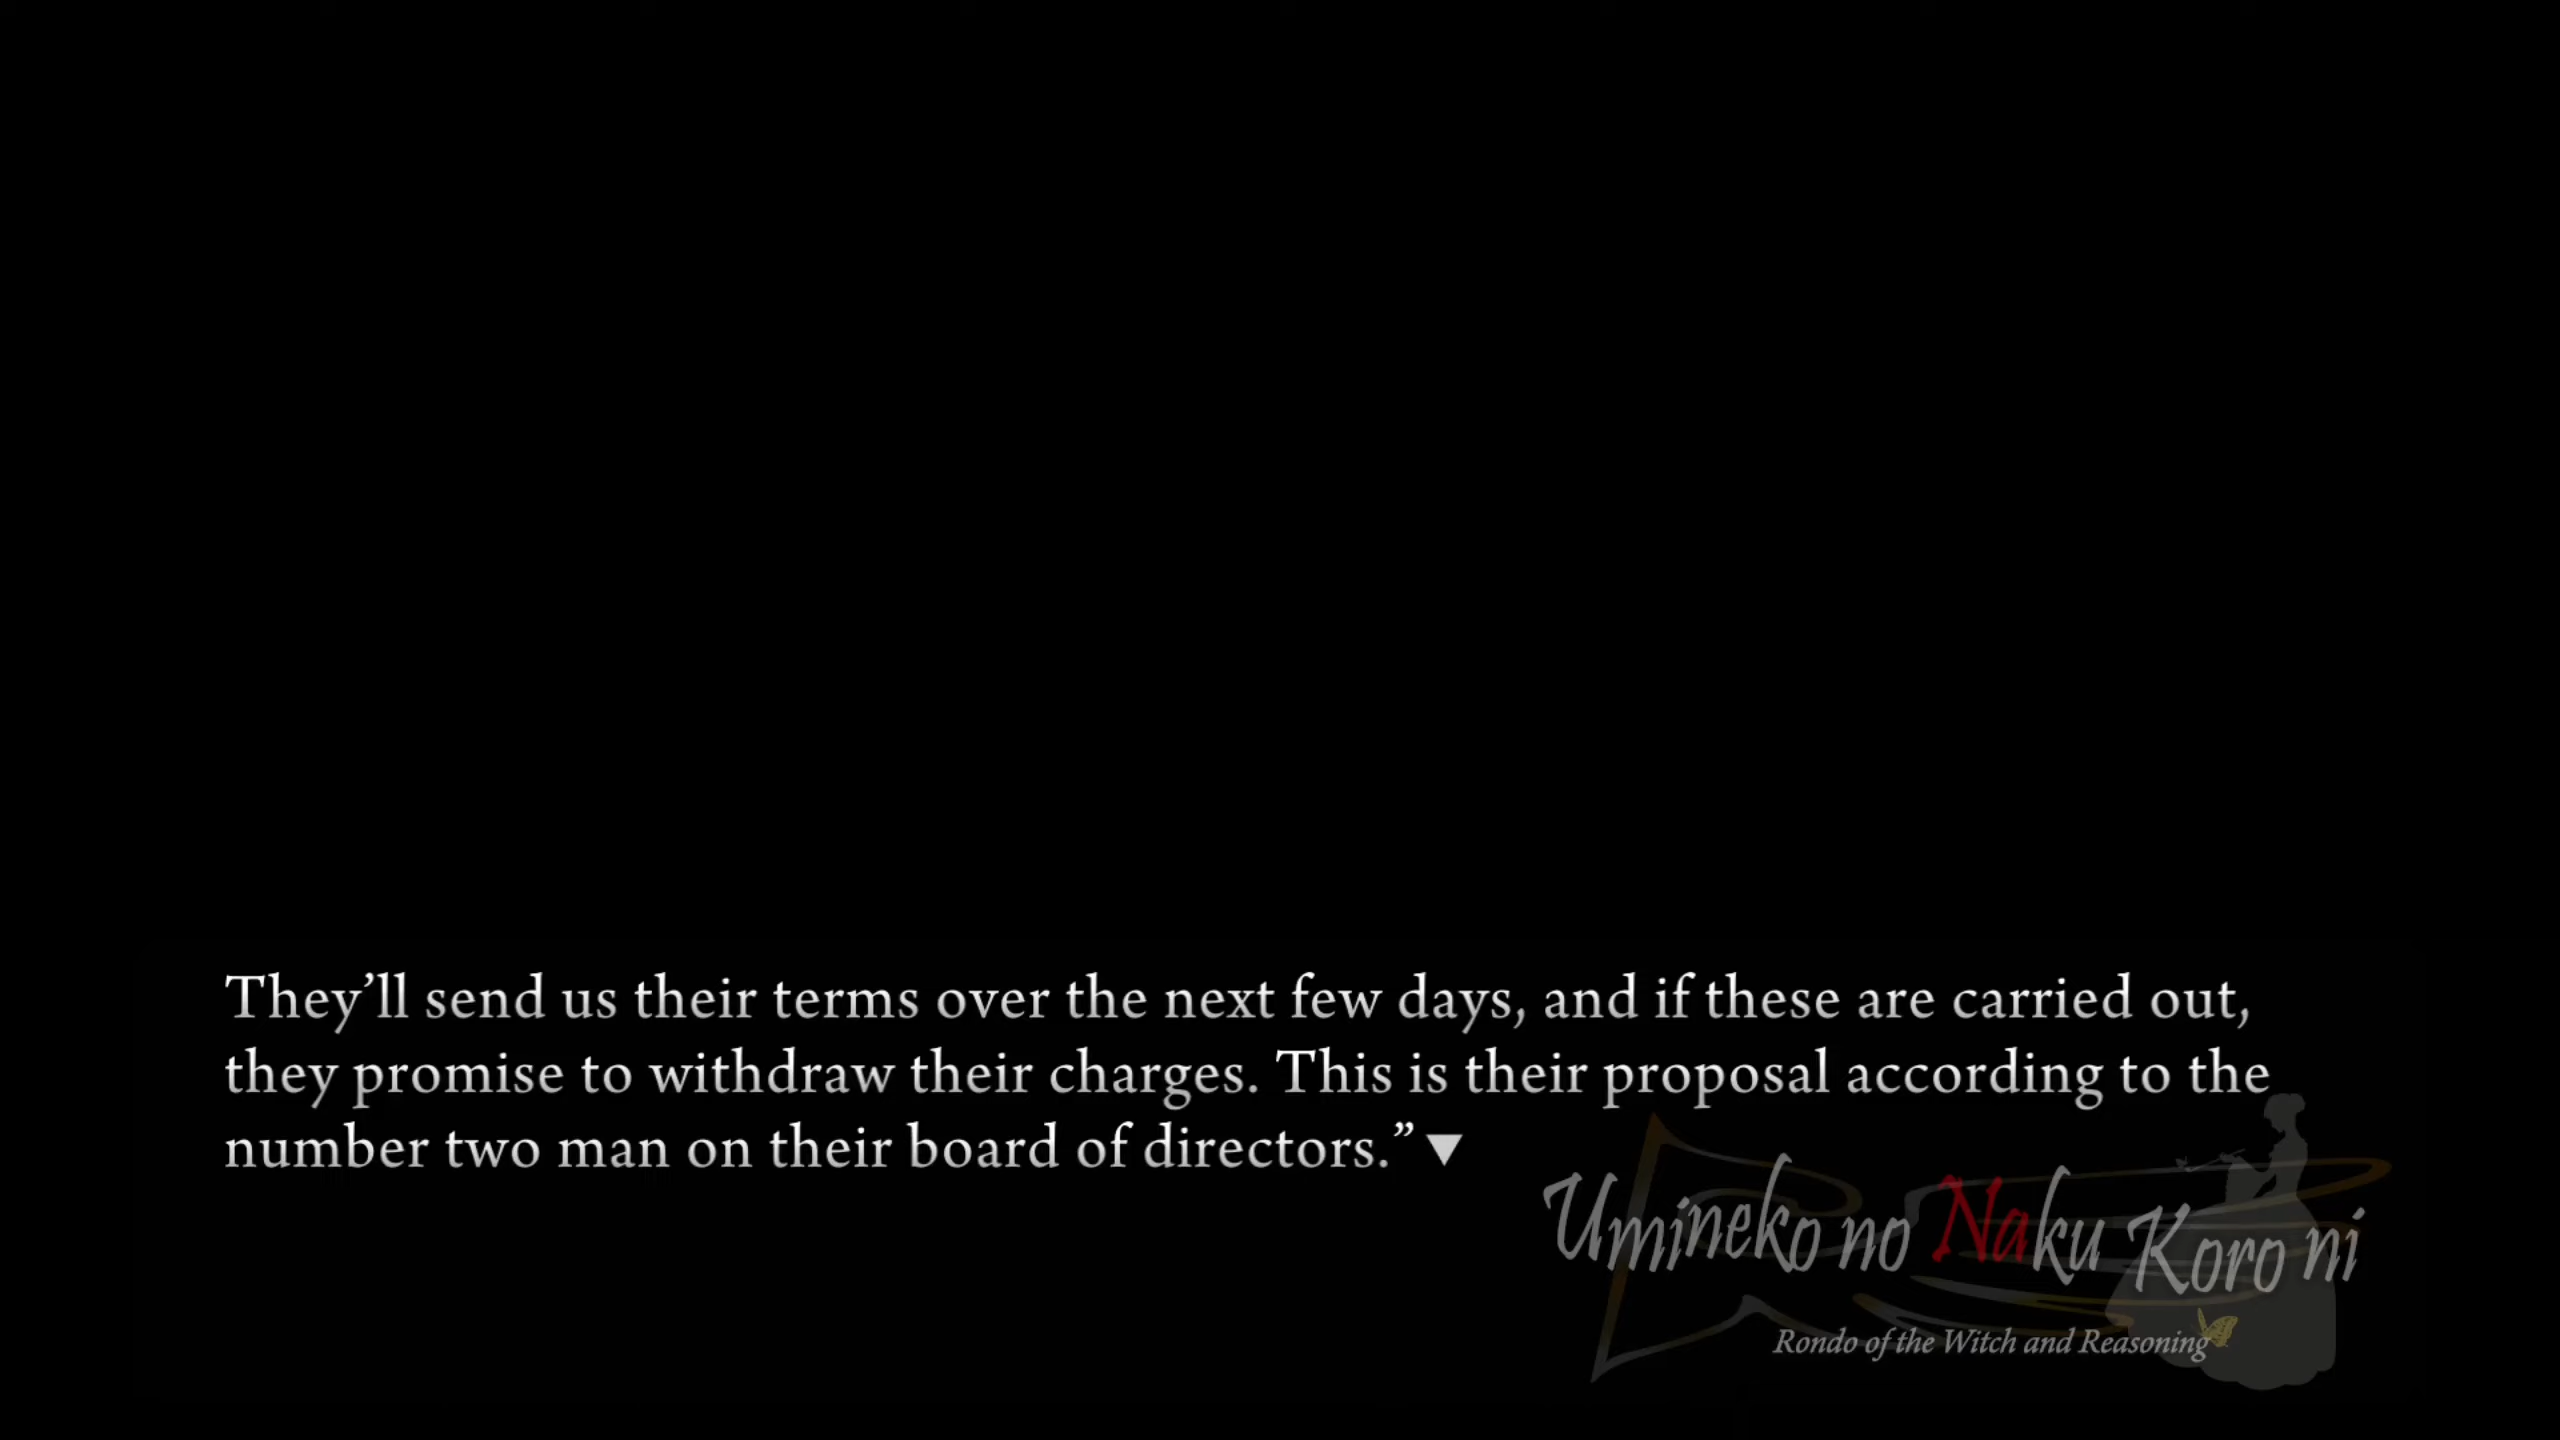 They’ll send us their terms over the next few days, and if these are carried out,
they promise to withdraw their charges. This is their proposal according to the
number two man on their board of directors.”
Umineko no Naku Koro ni
Rondo of the Witch and Reasoning